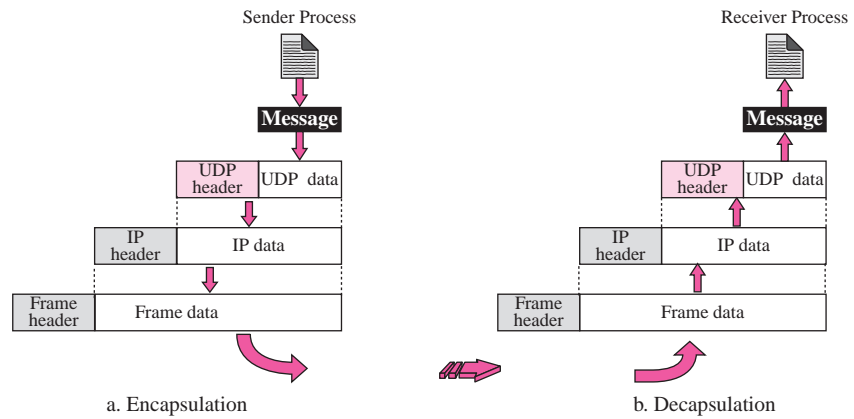 Sender Process
Receiver Process
Message
Message
UDP
header
UDP data
UDP
header
UDP data
IP
header
IP data
IP
header
IP data
Frame
header
Frame data
Frame
header
Frame data
a. Encapsulation
b. Decapsulation